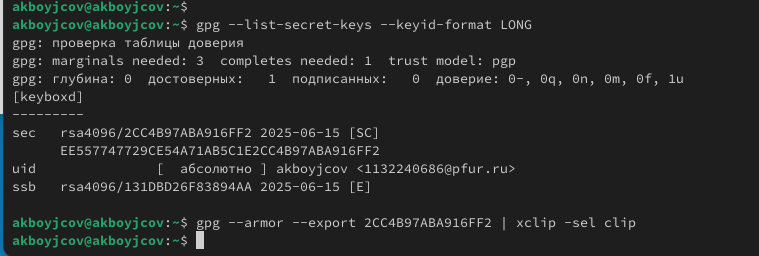 akboyjcov@akboyjcov:~$
akboyjcov@akboyjcov:~$ gpg --list-secret-keys --keyid-format LONG
gpg: проверка таблицы доверия
gpg: marginals needed: 3  completes needed: 1  trust model: pgp
gpg: глубина: 0  достоверных:   1  подписанных:   0  доверие: 0-, 0q, 0n, 0m, 0f, 1u
[keyboxd]
---------
sec   rsa4096/2CC4B97ABA916FF2 2025-06-15 [SC]
      EE557747729CE54A71AB5C1E2CC4B97ABA916FF2
uid               [  абсолютно ] akboyjcov <1132240686@pfur.ru>
ssb   rsa4096/131DBD26F83894AA 2025-06-15 [E]
akboyjcov@akboyjcov:~$ gpg --armor --export 2CC4B97ABA916FF2 | xclip -sel clip
akboyjcov@akboyjcov:~$